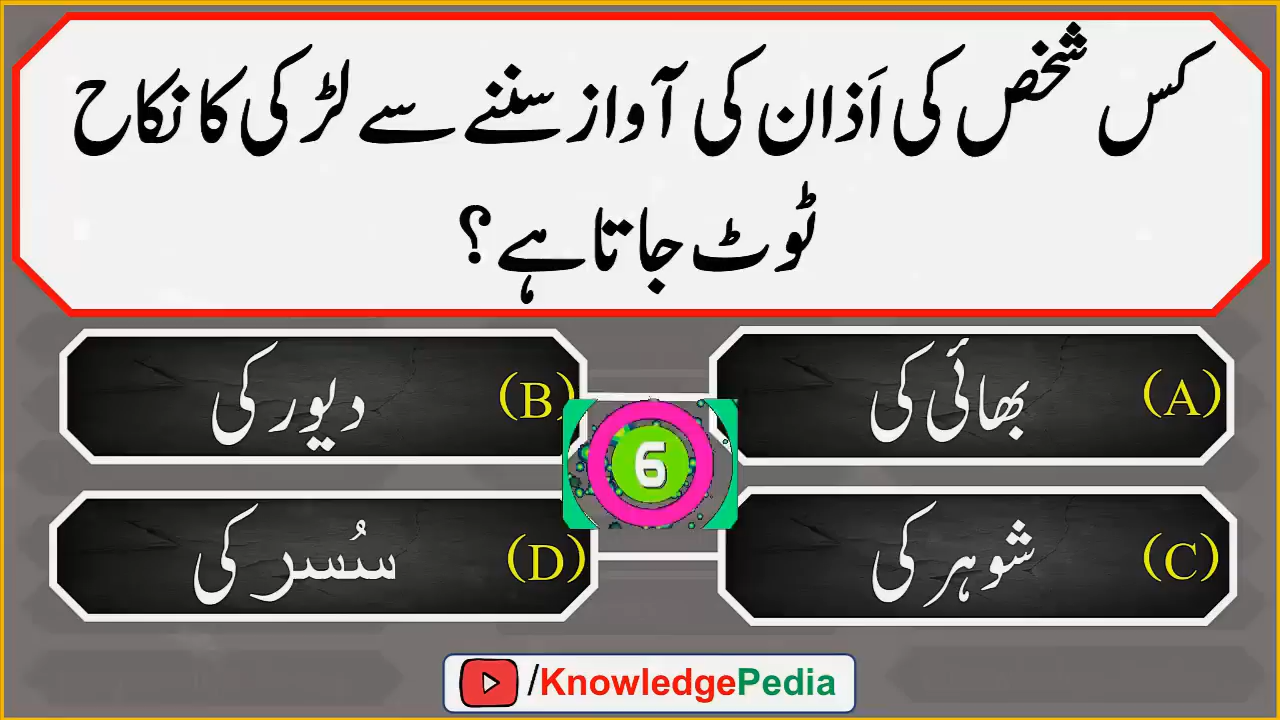 کس شخص کی اَذان کی آواز سننے سے لڑکی کا نکاح
ٹوٹ جاتا ہے؟
(A) بھائی کی
(B) دیور کی
6
(C) شوہر کی
(D) سُسر کی
/KnowledgePedia